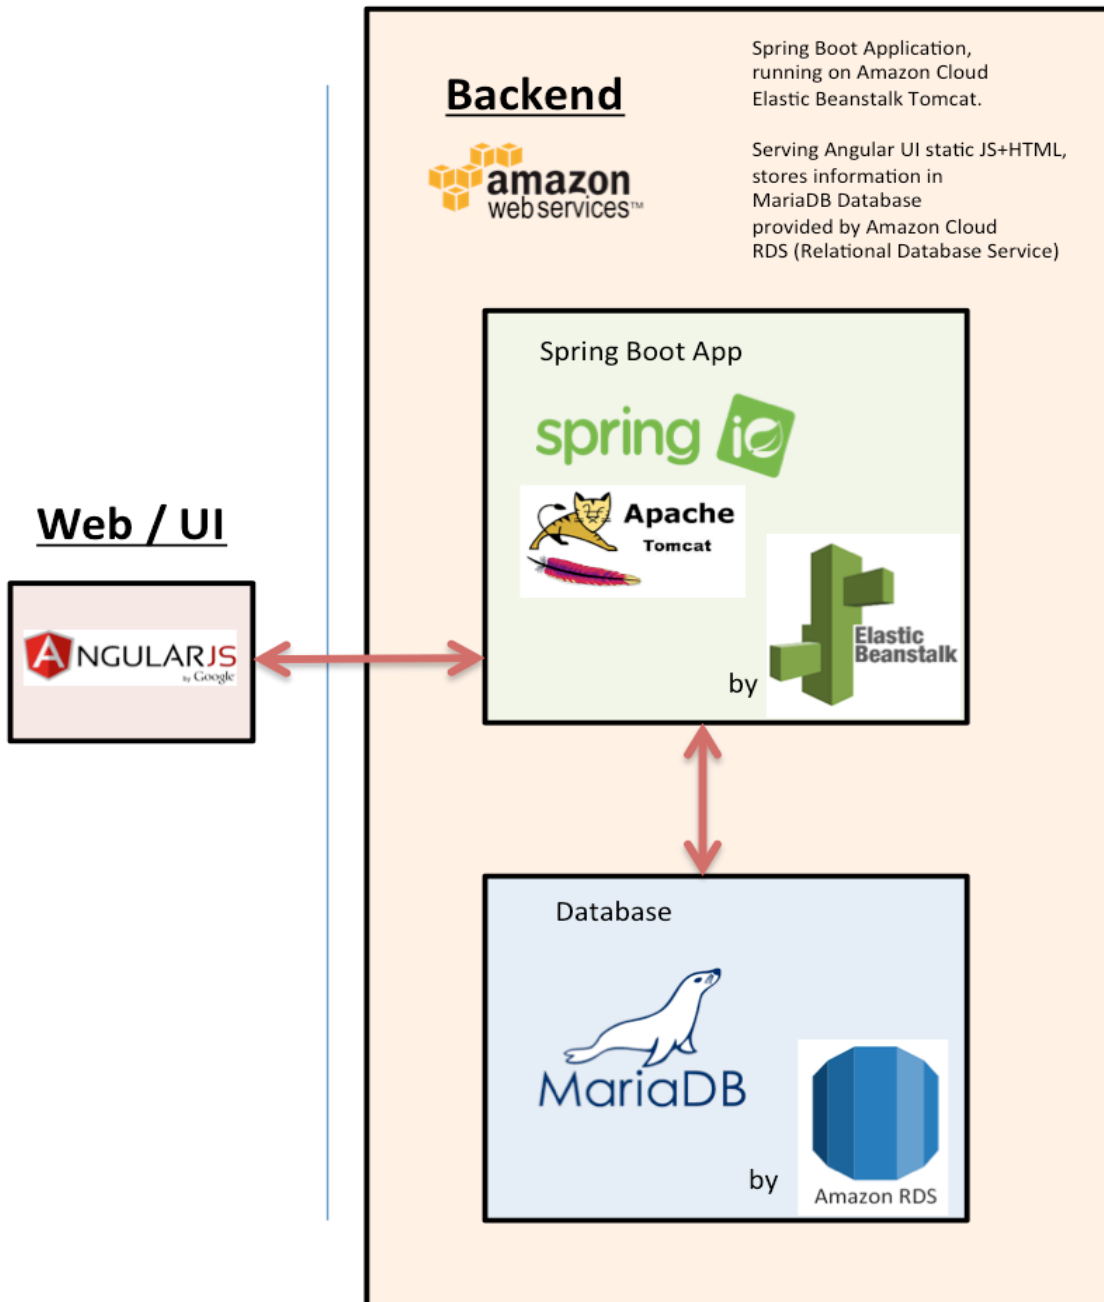 Backend
amazon
webservices™
Spring Boot Application,
running on Amazon Cloud
Elastic Beanstalk Tomcat.
Serving Angular UI static JS+HTML,
stores information in
MariaDB Database
provided by Amazon Cloud
RDS (Relational Database Service)
Spring Boot App
spring
Apache
Tomcat
Elastic
Beanstalk
by
Web / UI
ANGULARJS
by Google
Database
MariaDB
by
Amazon RDS